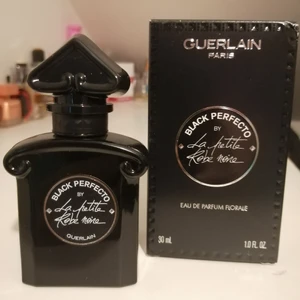 BLACK PERFECTO
BY
La petite
Robe noire
GUERLAIN
GUERLAIN
PARIS
BLACK PERFECTO
BY
La petite
Robe noire
EAU DE PARFUM FLORALE
30 ml 1.0 FL. OZ.